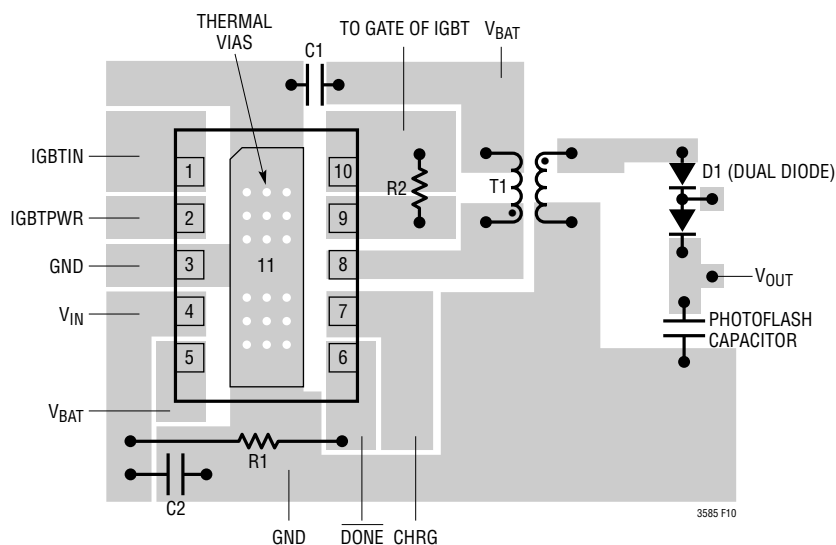 THERMAL
VIAS
C1
TO GATE OF IGBT
VBAT
IGBTIN
IGBTPWR
GND
VIN
VBAT
1
2
3
4
5
11
10
9
8
7
6
R2
T1
D1 (DUAL DIODE)
VOUT
PHOTOFLASH
CAPACITOR
R1
C2
GND
DONE
CHRG
3585 F10